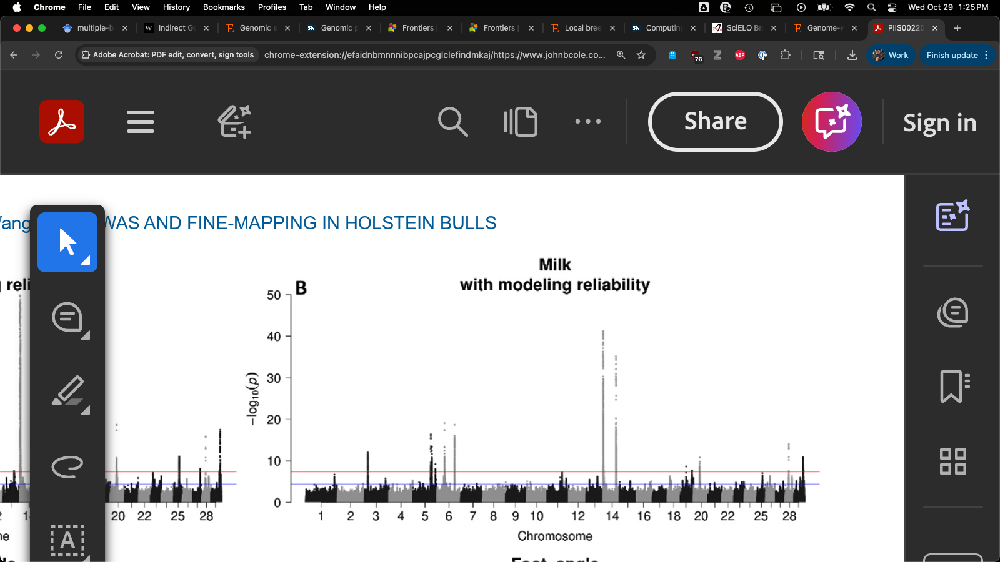 Chrome File Edit View History Bookmarks Profiles Tab Window Help Wed Oct 29 1:25 PM
multiple-b Indirect Ge Genomic e Genomic p Frontiers Frontiers Local bree Computin SciELO Br Genome-w PIIS00220
Adobe Acrobat: PDF edit, convert, sign tools chrome-extension://efaidnbmnnnibpcajpcglclefindmkaj/https://www.johnbcole.co... 76 ABP Work Finish update
Share Sign in
WAS AND FINE-MAPPING IN HOLSTEIN BULLS
Milk
with modeling reliability
B
50
40
30
20
10
0
−log10(p)
20 22 25 28
1 2 3 4 5 6 7 8 9 10 12 14 16 18 20 22 25 28
Chromosome
A